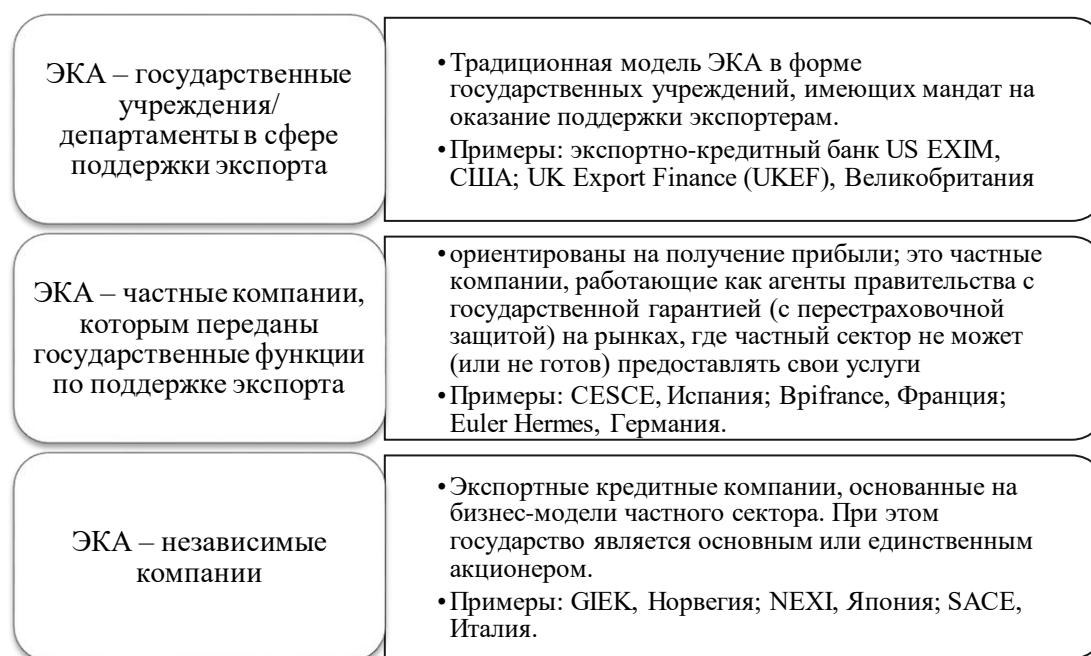 ЭКА – государственные
учреждения/
департаменты в сфере
поддержки экспорта
•Традиционная модель ЭКА в форме
государственных учреждений, имеющих мандат на
оказание поддержки экспортерам.
•Примеры: экспортно-кредитный банк US EXIM,
США; UK Export Finance (UKEF), Великобритания
ЭКА – частные компании,
которым переданы
государственные функции
по поддержке экспорта
•ориентированы на получение прибыли; это частные
компании, работающие как агенты правительства с
государственной гарантией (с перестраховочной
защитой) на рынках, где частный сектор не может
(или не готов) предоставлять свои услуги
•Примеры: CESCE, Испания; Bpifrance, Франция;
Euler Hermes, Германия.
ЭКА – независимые
компании
•Экспортные кредитные компании, основанные на
бизнес-модели частного сектора. При этом
государство является основным или единственным
акционером.
•Примеры: GIEK, Норвегия; NEXI, Япония; SACE,
Италия.